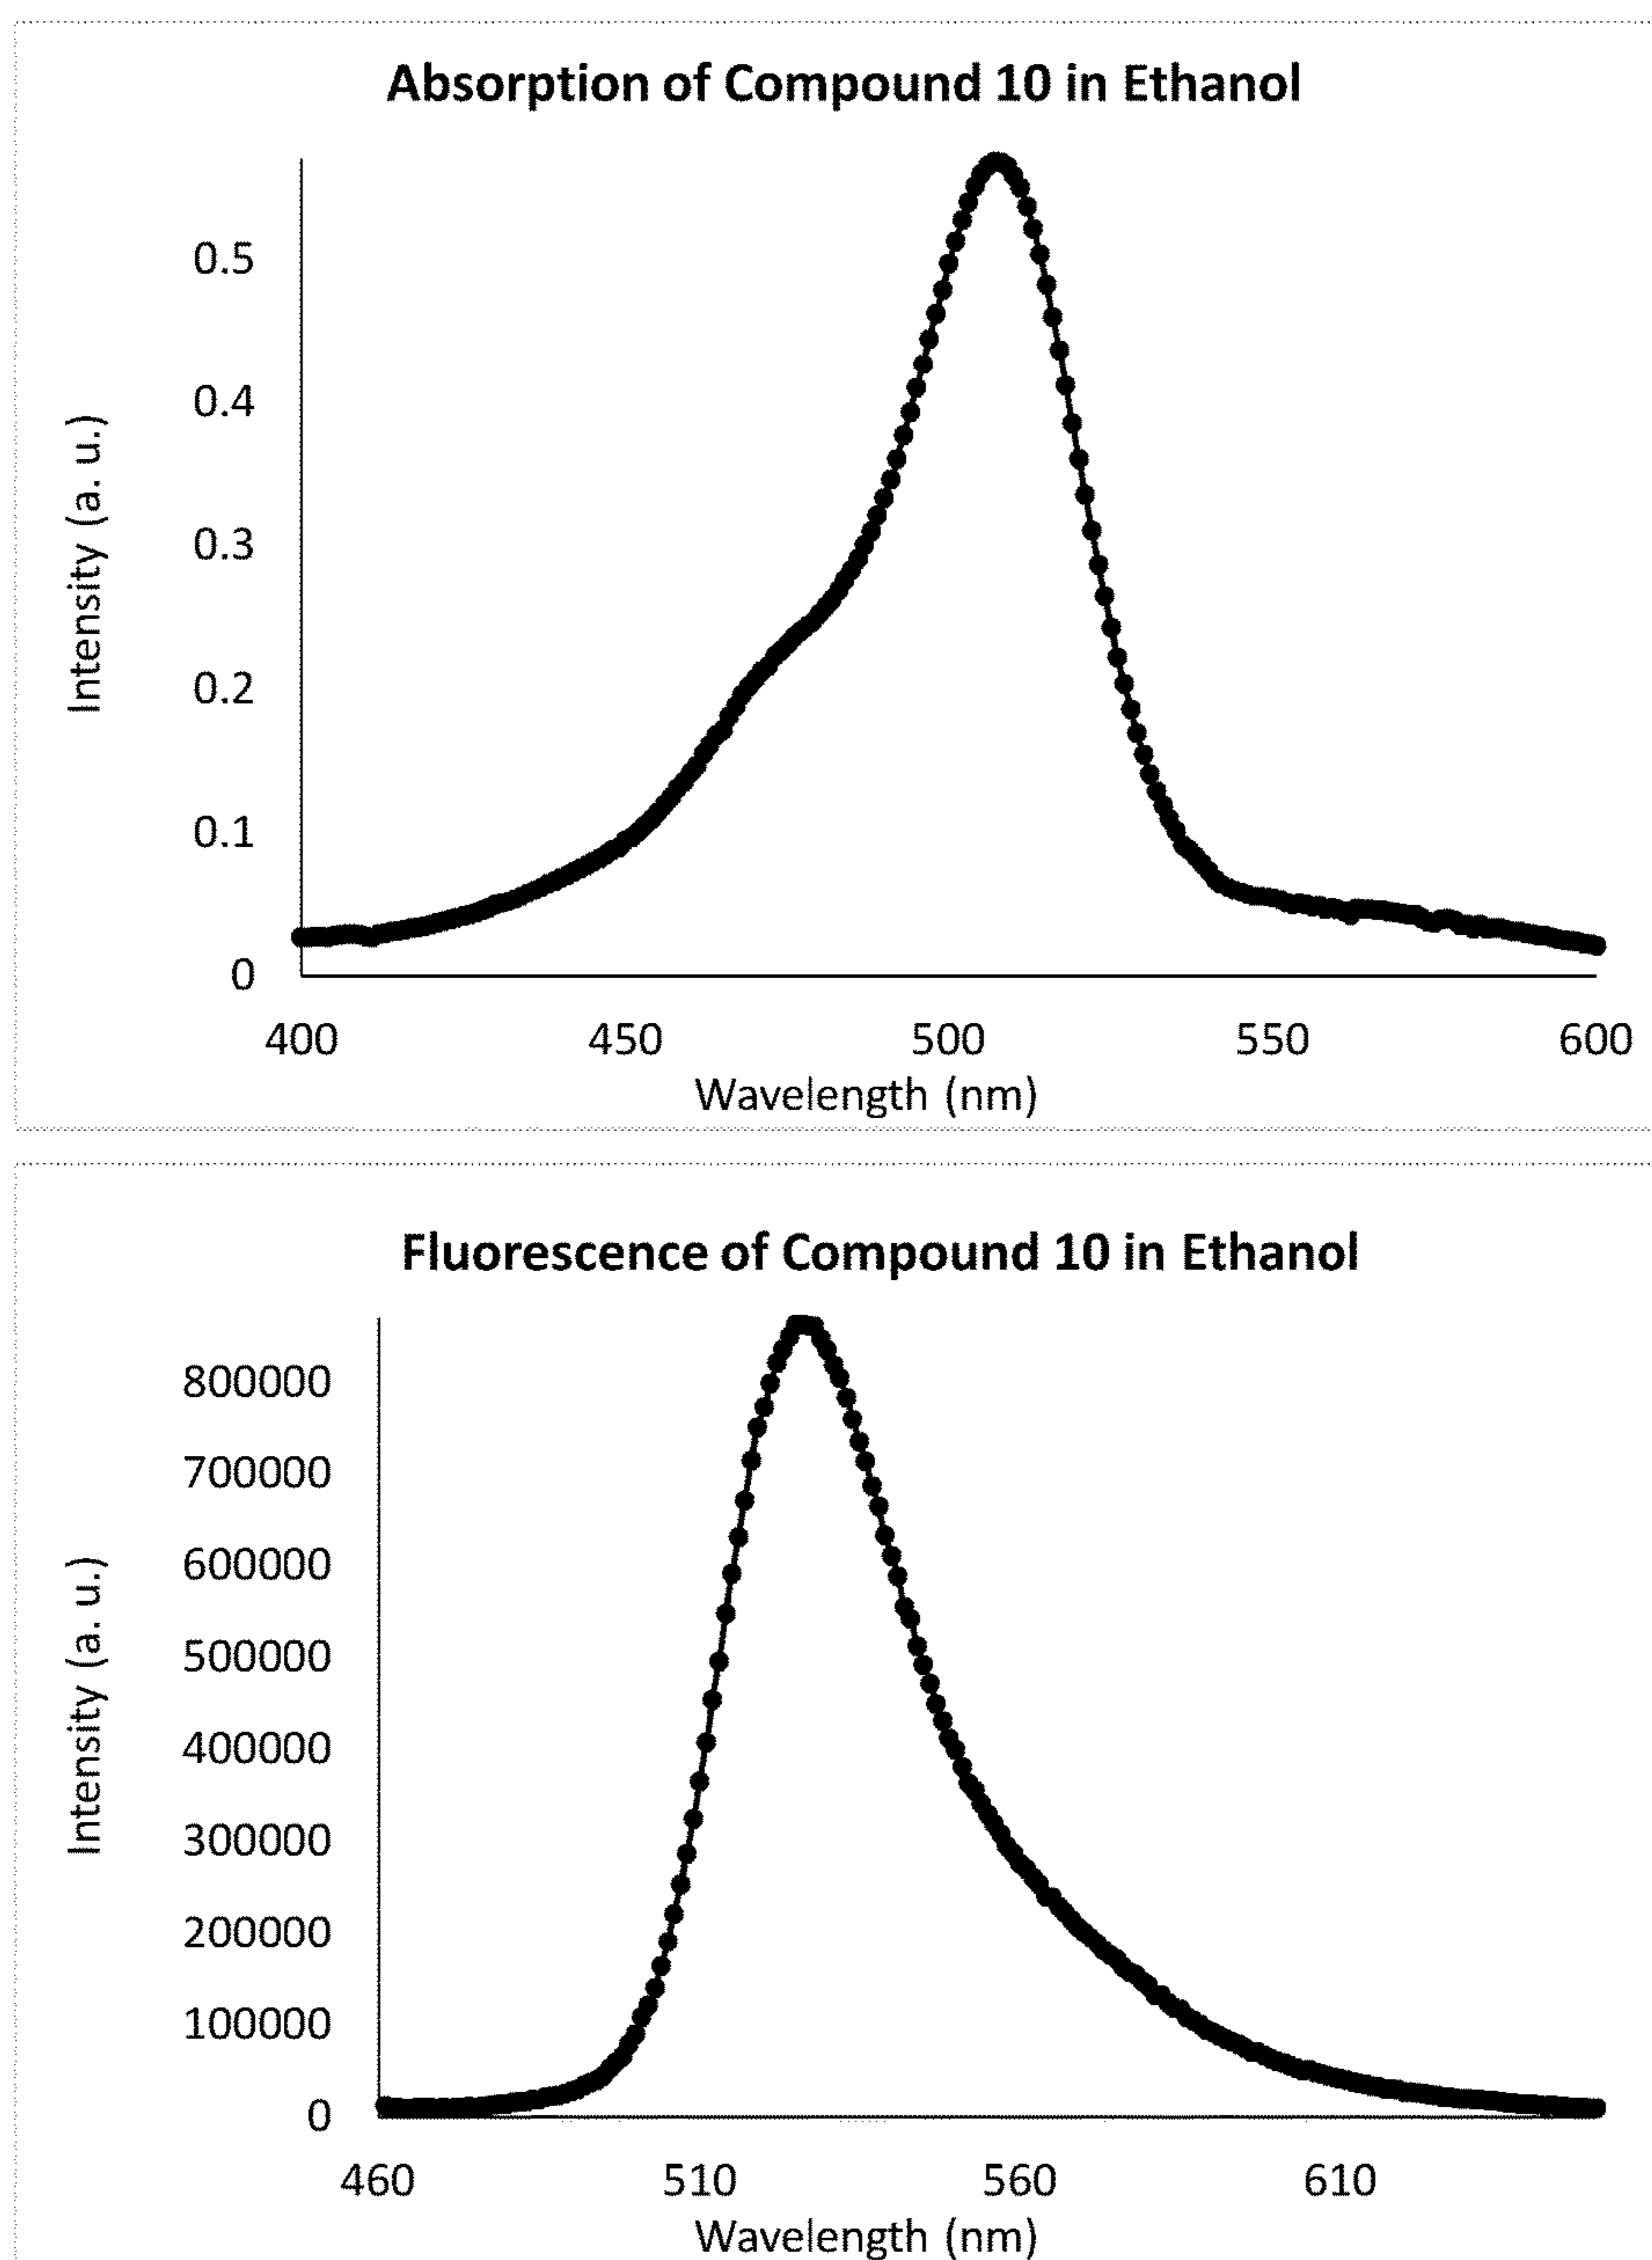 Absorption of Compound 10 in Ethanol
Intensity (a. u.)
0.5
0.4
0.3
0.2
0.1
0
400 450 500 550 600
Wavelength (nm)
Fluorescence of Compound 10 in Ethanol
Intensity (a. u.)
800000
700000
600000
500000
400000
300000
200000
100000
0
460 510 560 610
Wavelength (nm)